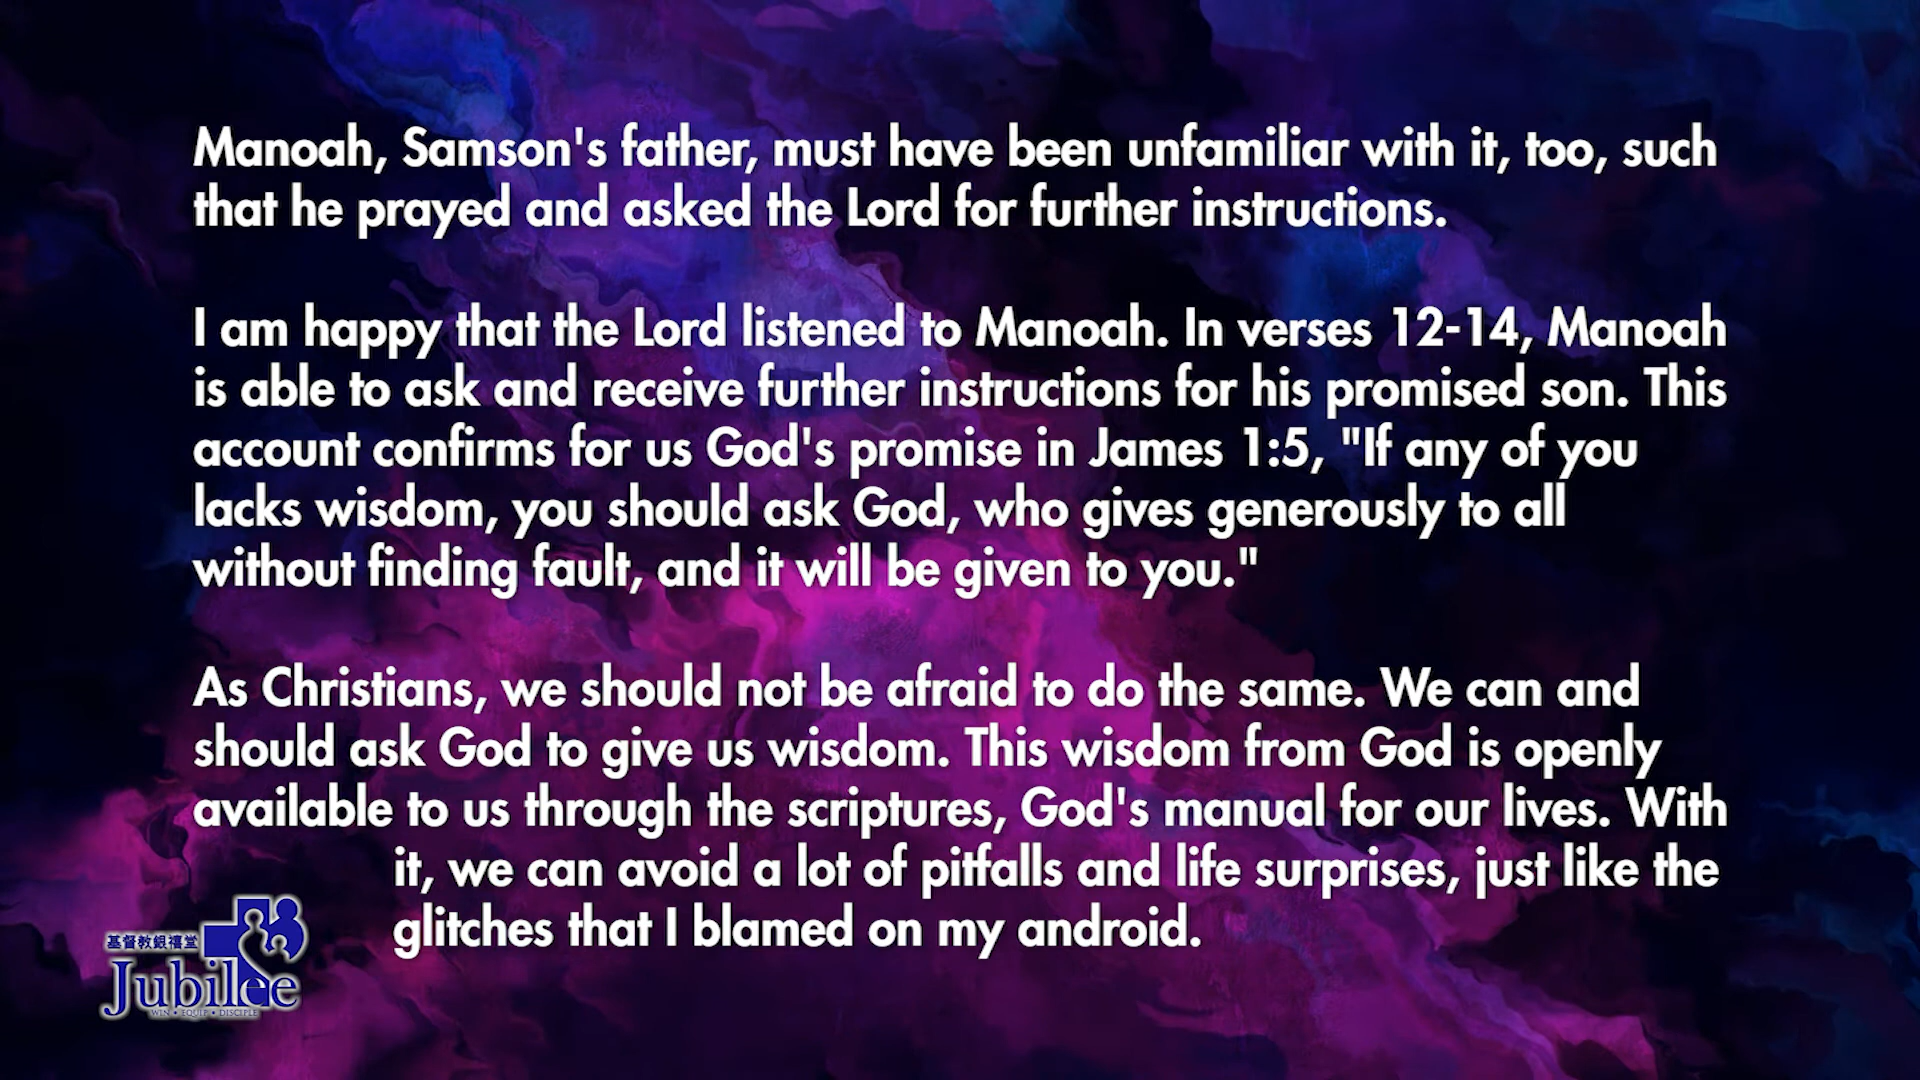 Manoah, Samson's father, must have been unfamiliar with it, too, such
that he prayed and asked the Lord for further instructions.
I am happy that the Lord listened to Manoah. In verses 12-14, Manoah
is able to ask and receive further instructions for his promised son. This
account confirms for us God's promise in James 1:5, "If any of you
lacks wisdom, you should ask God, who gives generously to all
without finding fault, and it will be given to you."
As Christians, we should not be afraid to do the same. We can and
should ask God to give us wisdom. This wisdom from God is openly
available to us through the scriptures, God's manual for our lives. With
it, we can avoid a lot of pitfalls and life surprises, just like the
glitches that I blamed on my android.
基督教銀禧堂
Jubilee
WIN • EQUIP • DISCIPLE